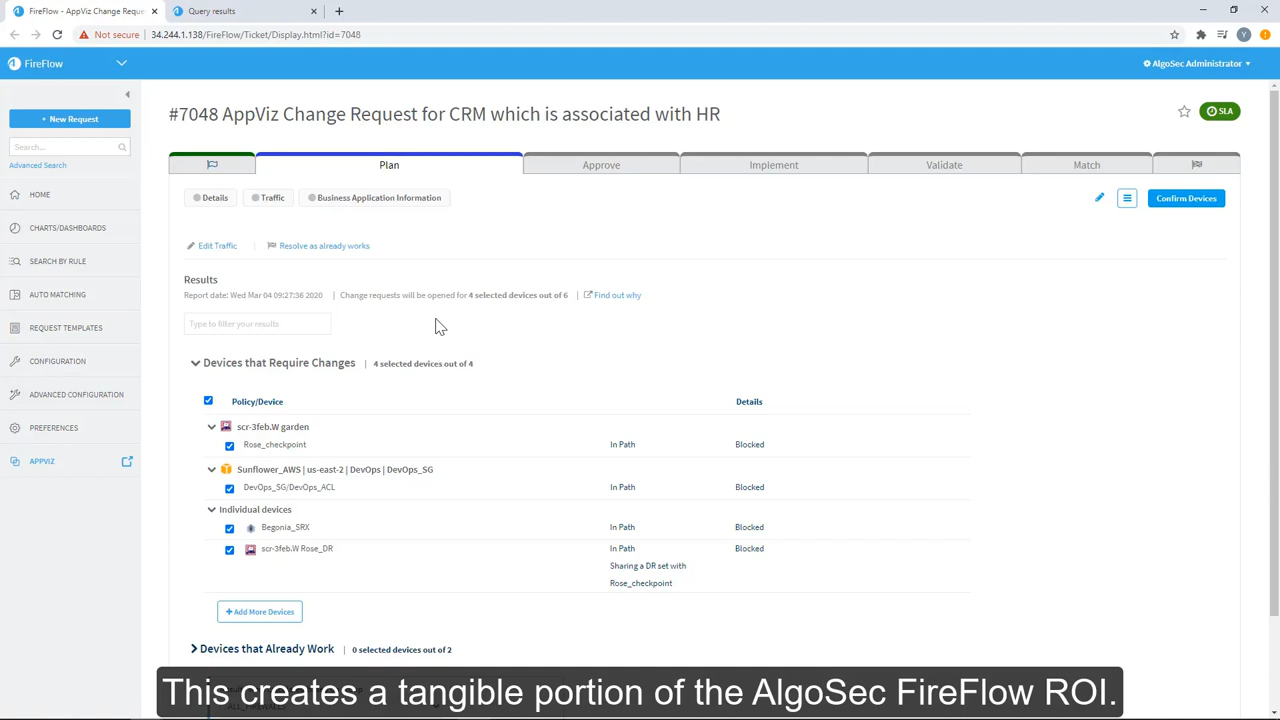 FireFlow - AppViz Change Reque
Query results
Not secure
34.244.1.138/FireFlow/Ticket/Display.html?id=7048
Y
FireFlow
AlgoSec Administrator
+ New Request
Search...
Advanced Search
HOME
CHARTS/DASHBOARDS
SEARCH BY RULE
AUTO MATCHING
REQUEST TEMPLATES
CONFIGURATION
ADVANCED CONFIGURATION
PREFERENCES
APPVIZ
#7048 AppViz Change Request for CRM which is associated with HR
SLA
Plan
Approve
Implement
Validate
Match
Details
Traffic
Business Application Information
Confirm Devices
Edit Traffic
Resolve as already works
Results
Report date: Wed Mar 04 09:27:36 2020 | Change requests will be opened for 4 selected devices out of 6 | Find out why
Type to filter your results
Devices that Require Changes | 4 selected devices out of 4
Policy/Device Details
scr-3feb.W garden
Rose_checkpoint In Path Blocked
Sunflower_AWS | us-east-2 | DevOps | DevOps_SG
DevOps_SG/DevOps_ACL In Path Blocked
Individual devices
Begonia_SRX In Path Blocked
scr-3feb.W Rose_DR In Path Blocked
Sharing a DR set with
Rose_checkpoint
+ Add More Devices
Devices that Already Work | 0 selected devices out of 2
This creates a tangible portion of the AlgoSec FireFlow ROI.